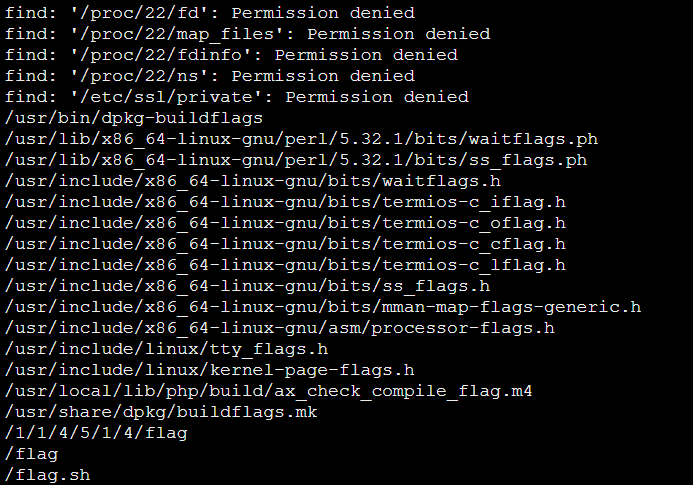 find: '/proc/22/fd': Permission denied
find: '/proc/22/map_files': Permission denied
find: '/proc/22/fdinfo': Permission denied
find: '/proc/22/ns': Permission denied
find: '/etc/ssl/private': Permission denied
/usr/bin/dpkg-buildflags
/usr/lib/x86_64-linux-gnu/perl/5.32.1/bits/waitflags.ph
/usr/lib/x86_64-linux-gnu/perl/5.32.1/bits/ss_flags.ph
/usr/include/x86_64-linux-gnu/bits/waitflags.h
/usr/include/x86_64-linux-gnu/bits/termios-c_iflag.h
/usr/include/x86_64-linux-gnu/bits/termios-c_oflag.h
/usr/include/x86_64-linux-gnu/bits/termios-c_cflag.h
/usr/include/x86_64-linux-gnu/bits/termios-c_lflag.h
/usr/include/x86_64-linux-gnu/bits/ss_flags.h
/usr/include/x86_64-linux-gnu/bits/mman-map-flags-generic.h
/usr/include/x86_64-linux-gnu/asm/processor-flags.h
/usr/include/linux/tty_flags.h
/usr/include/linux/kernel-page-flags.h
/usr/local/lib/php/build/ax_check_compile_flag.m4
/usr/share/dpkg/buildflags.mk
/1/1/4/5/1/4/flag
/flag
/flag.sh